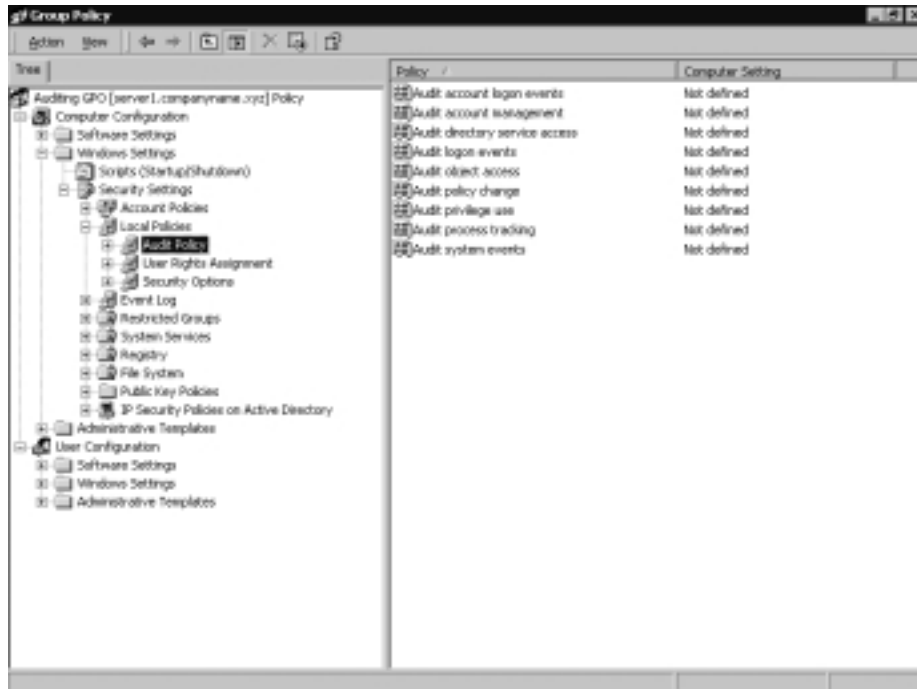 Group Policy
Action View
Tree
Policy Computer Setting
Auditing GPO [server1.companyname.xyz] Policy
Computer Configuration
Software Settings
Windows Settings
Scripts (Startup/Shutdown)
Security Settings
Account Policies
Local Policies
Audit Policy
User Rights Assignment
Security Options
Event Log
Restricted Groups
System Services
Registry
File System
Public Key Policies
IP Security Policies on Active Directory
Administrative Templates
User Configuration
Software Settings
Windows Settings
Administrative Templates
Audit account logon events Not defined
Audit account management Not defined
Audit directory service access Not defined
Audit logon events Not defined
Audit object access Not defined
Audit policy change Not defined
Audit privilege use Not defined
Audit process tracking Not defined
Audit system events Not defined